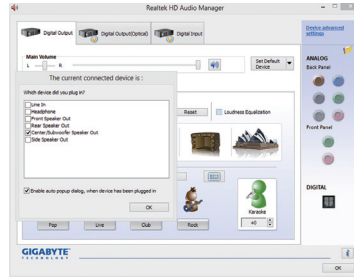 Realtek HD Audio Manager
Digital Output
Digital Output(Optical)
Digital Input
Device advanced settings
Main Volume
L
R
Set Default Device
ANALOG
Back Panel
The current connected device is :
Which device did you plug in?
Line In
Headphone
Front Speaker Out
Rear Speaker Out
Center/Subwoofer Speaker Out
Side Speaker Out
Enable auto popup dialog, when device has been plugged in
OK
Reset
Loudness Equalization
Front Panel
DIGITAL
Karaoke
+0
Pop
Live
Club
Rock
GIGABYTE
TECHNOLOGY
OK